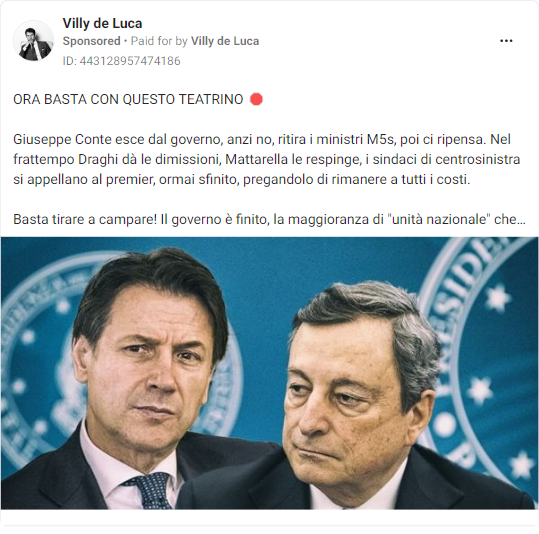 Villy de Luca
Sponsored • Paid for by Villy de Luca
ID: 443128957474186
ORA BASTA CON QUESTO TEATRINO 🛑
Giuseppe Conte esce dal governo, anzi no, ritira i ministri M5s, poi ci ripensa. Nel
frattempo Draghi dà le dimissioni, Mattarella le respinge, i sindaci di centrosinistra
si appellano al premier, ormai sfinito, pregandolo di rimanere a tutti i costi.
Basta tirare a campare! Il governo è finito, la maggioranza di "unità nazionale" che...